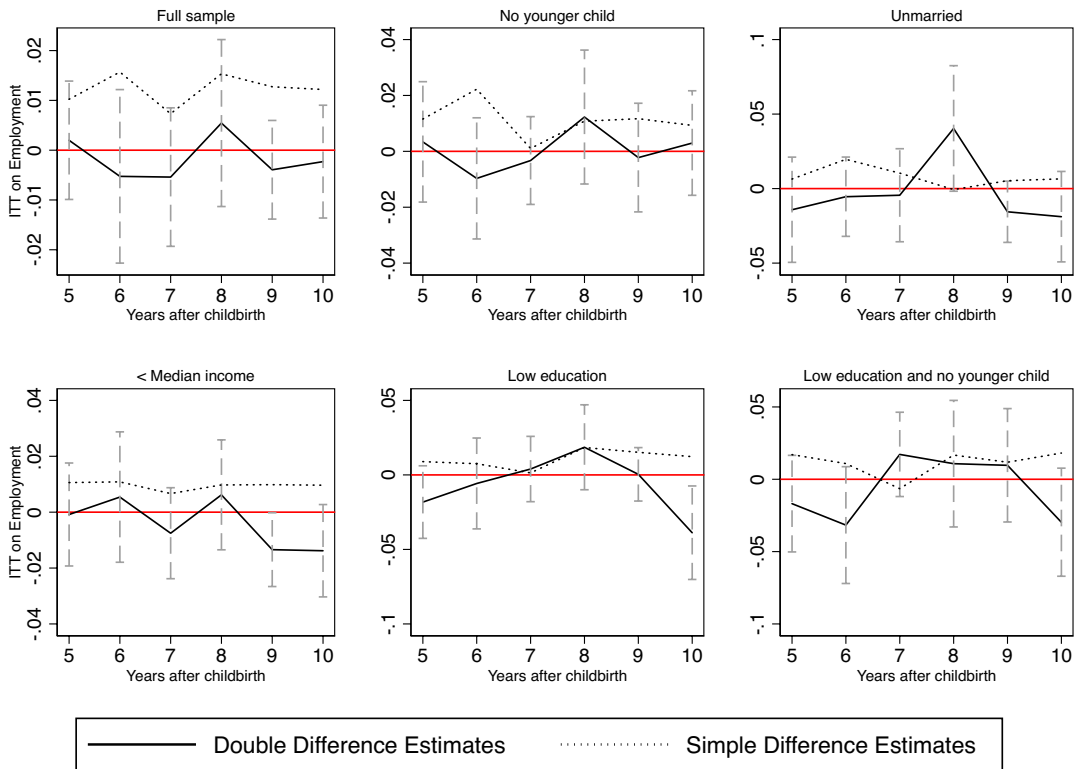 Full sample
No younger child
Unmarried
ITT on Employment
.02
.01
0
-.01
-.02
5 6 7 8 9 10
Years after childbirth
.04
.02
0
-.02
-.04
5 6 7 8 9 10
Years after childbirth
.1
.05
0
-.05
5 6 7 8 9 10
Years after childbirth
< Median income
Low education
Low education and no younger child
ITT on Employment
.04
.02
0
-.02
-.04
5 6 7 8 9 10
Years after childbirth
.05
0
-.05
-.1
5 6 7 8 9 10
Years after childbirth
.05
0
-.05
-.1
5 6 7 8 9 10
Years after childbirth
Double Difference Estimates
Simple Difference Estimates